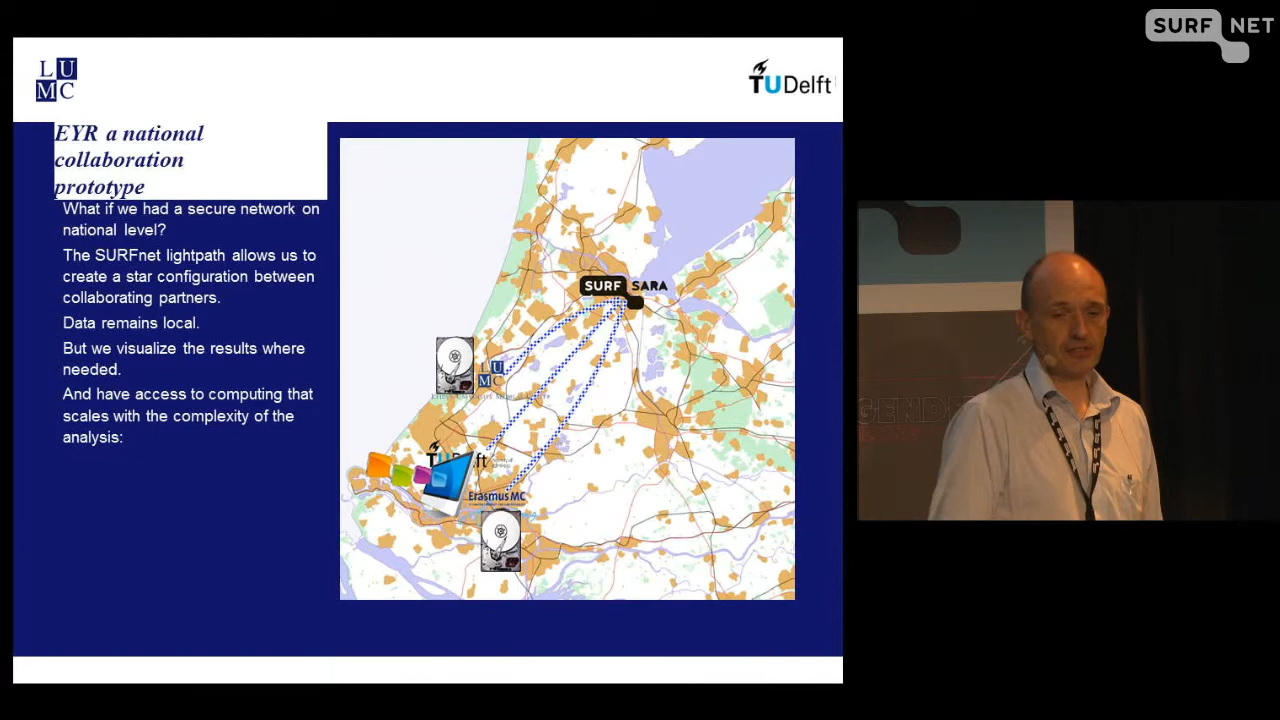 SURF NET
L U
M C
TU Delft
EYR a national
collaboration
prototype
What if we had a secure network on
national level?
The SURFnet lightpath allows us to
create a star configuration between
collaborating partners.
Data remains local.
But we visualize the results where
needed.
And have access to computing that
scales with the complexity of the
analysis:
SURF SARA
L U
M C
Erasmus MC
GEND